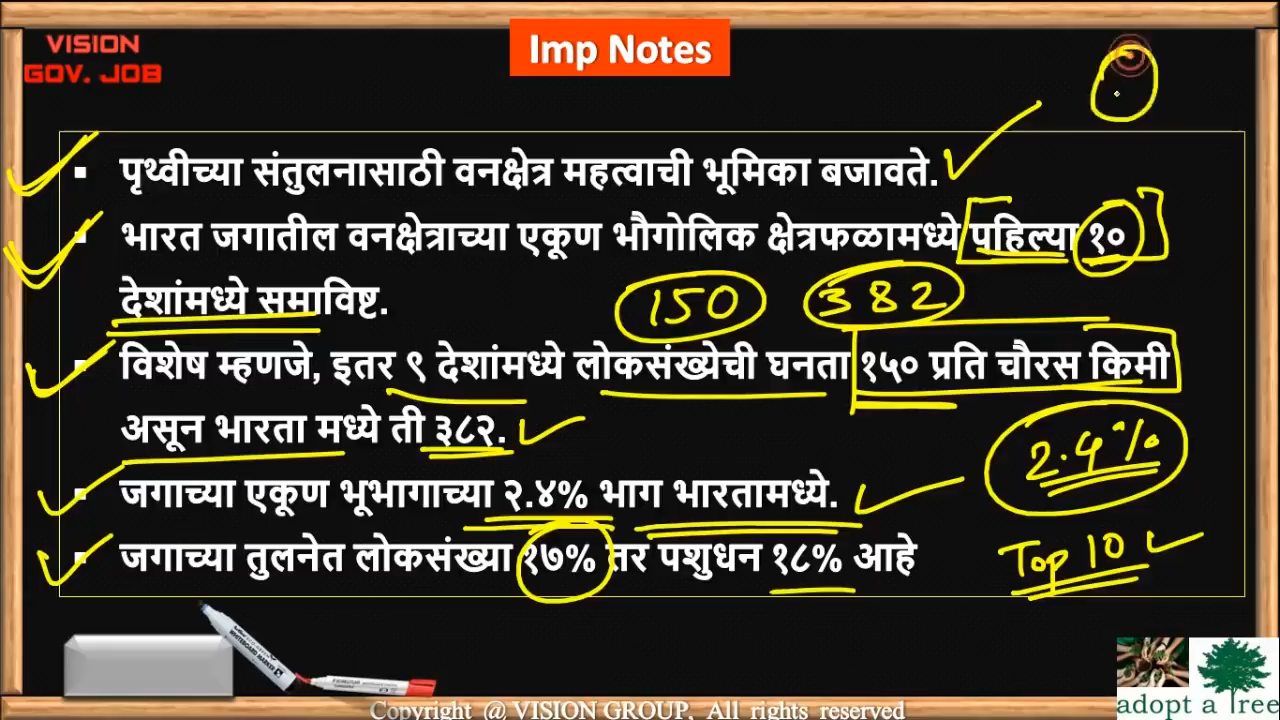 VISION
GOV. JOB
Imp Notes
▪ पृथ्वीच्या संतुलनासाठी वनक्षेत्र महत्वाची भूमिका बजावते.
▪ भारत जगातील वनक्षेत्राच्या एकूण भौगोलिक क्षेत्रफळामध्ये पहिल्या १०
देशांमध्ये समाविष्ट.
150 382
▪ विशेष म्हणजे, इतर ९ देशांमध्ये लोकसंख्येची घनता १५० प्रति चौरस किमी
असून भारता मध्ये ती ३८२.
2.4%
▪ जगाच्या एकूण भूभागाच्या २.४% भाग भारतामध्ये.
▪ जगाच्या तुलनेत लोकसंख्या १७% तर पशुधन १८% आहे
Top 10
adopt a Tree
Copyright @ VISION GROUP, All rights reserved